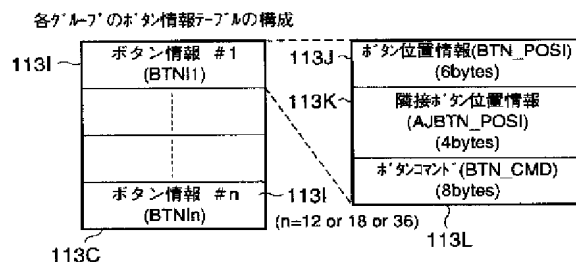 各グループのボタン情報テーブルの構成
113I
ボタン情報 #1
(BTNI1)
ボタン情報 #n
(BTNIn)
113I
(n=12 or 18 or 36)
113C
113J
ボタン位置情報(BTN_POSI)
(6bytes)
113K
隣接ボタン位置情報
(AJBTN_POSI)
(4bytes)
ボタンコマンド(BTN_CMD)
(8bytes)
113L